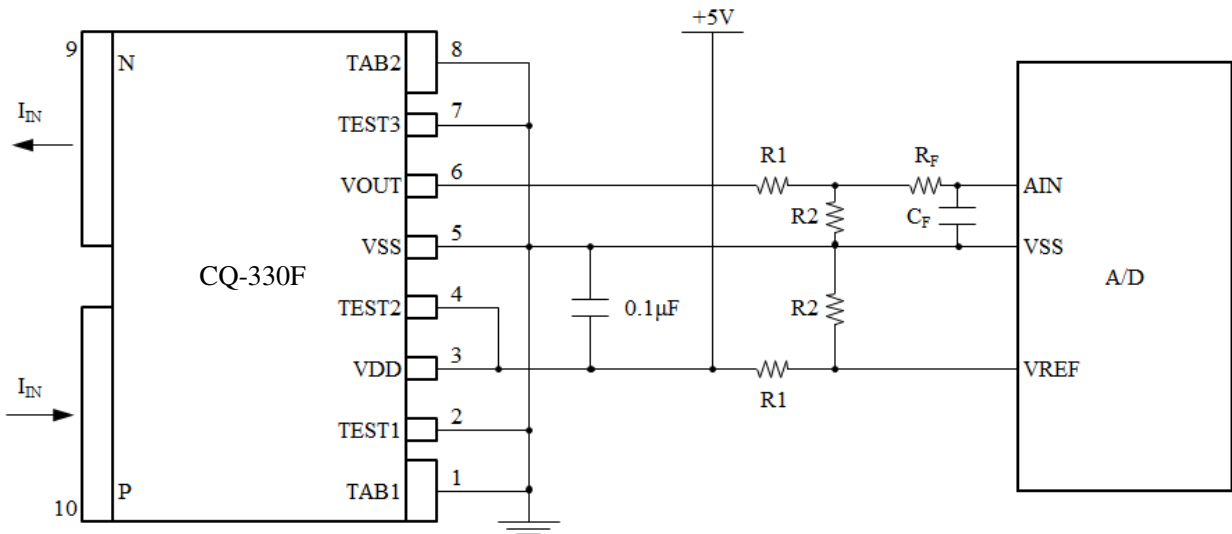 +5V
9
N
TAB2
8
I_IN
TEST3
7
R1
R_F
VOUT
6
AIN
R2
C_F
VSS
5
VSS
CQ-330F
A/D
TEST2
4
0.1μF
R2
VDD
3
VREF
I_IN
R1
TEST1
2
P
TAB1
1
10